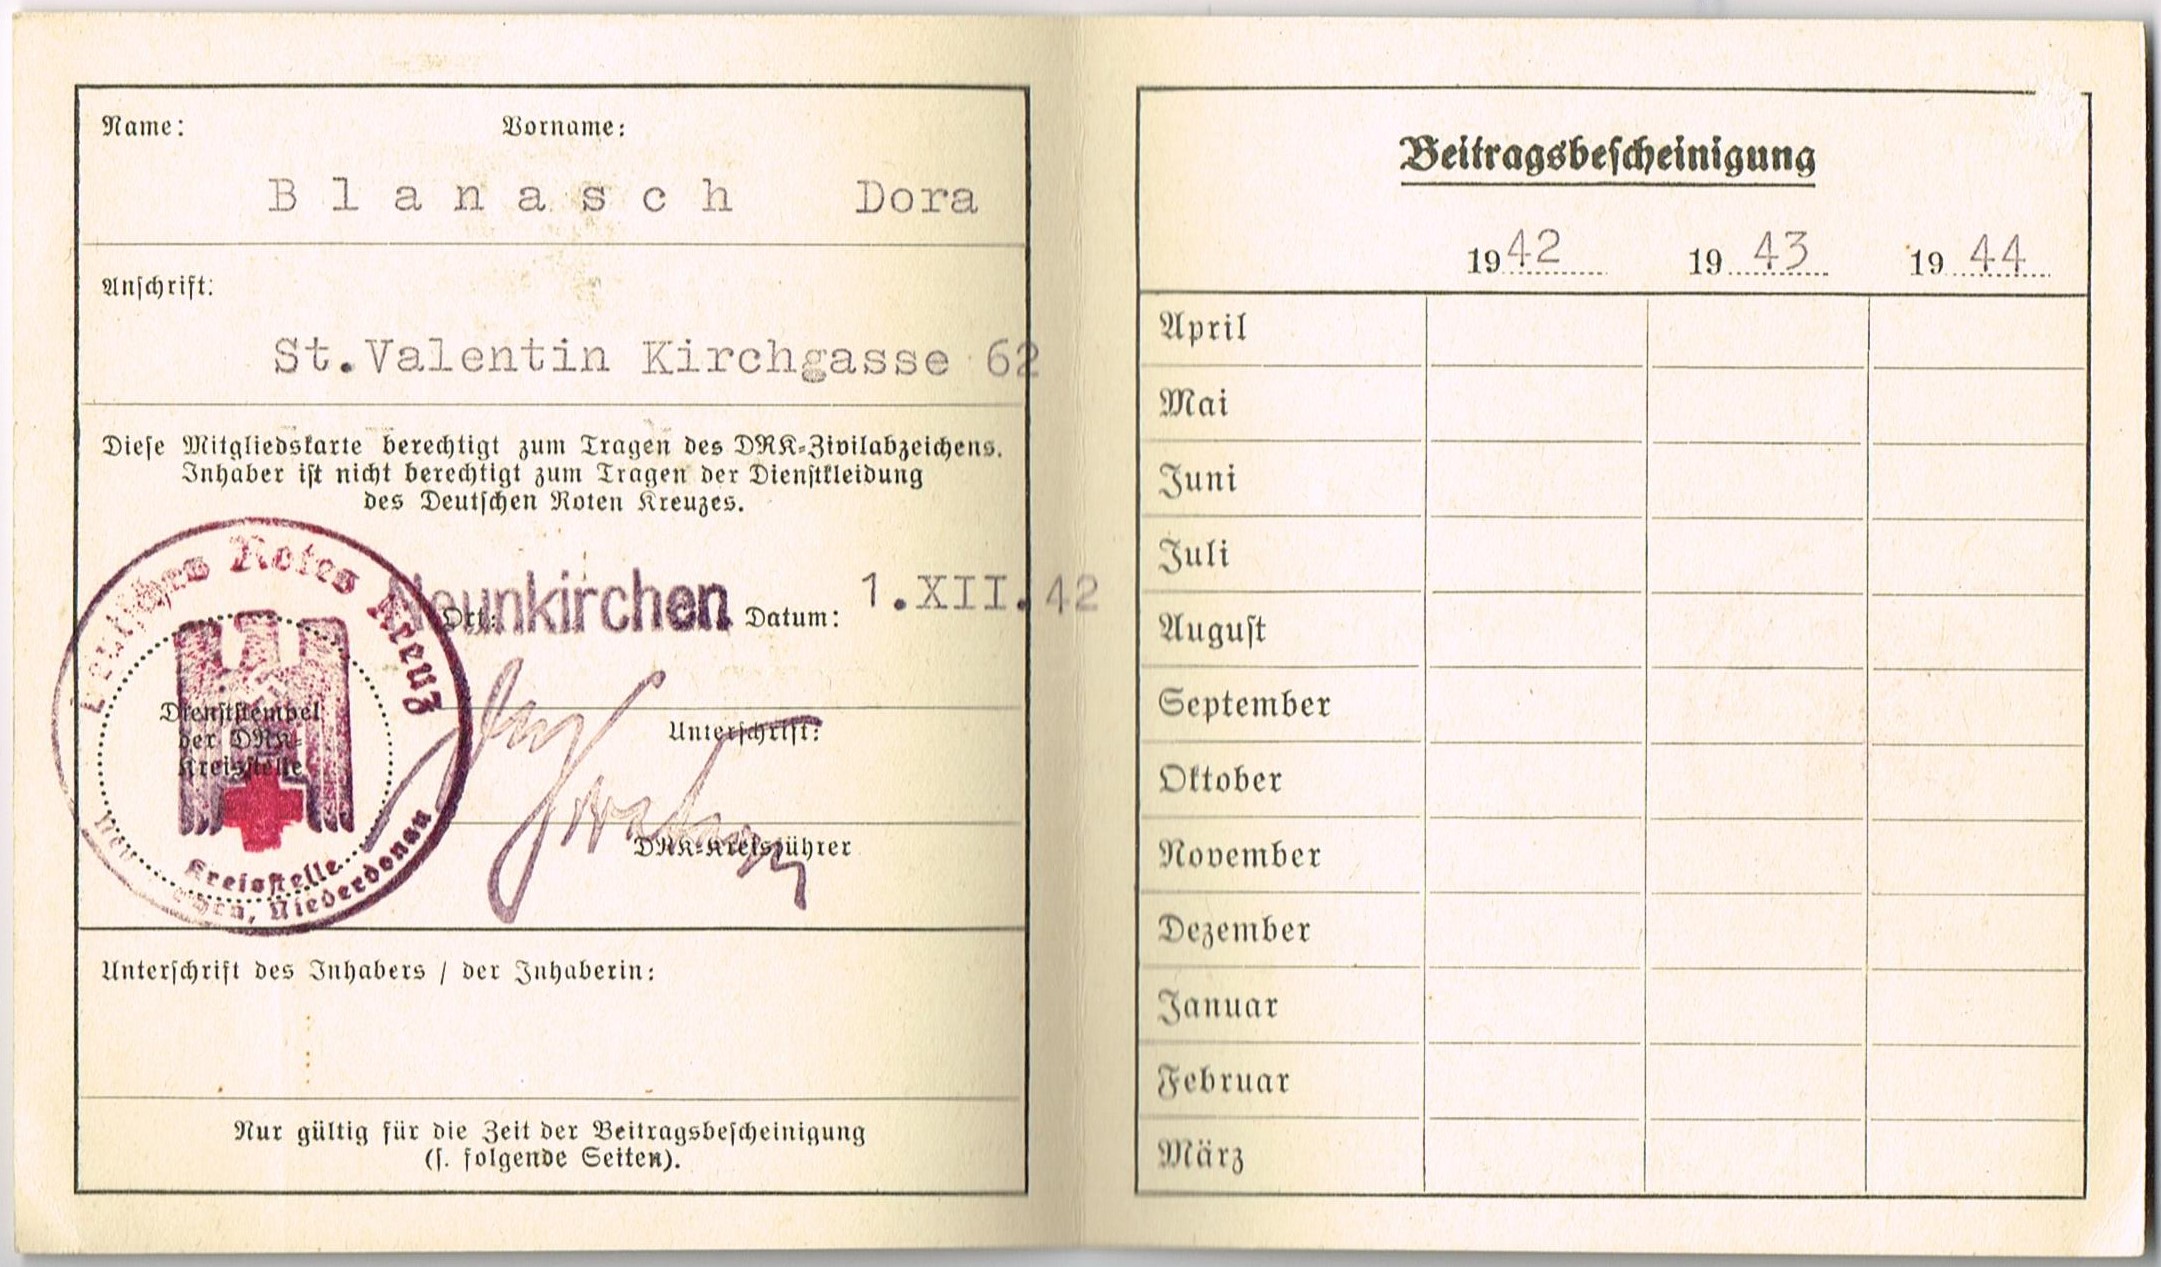 Name: Vorname:
Blanasch Dora
Anschrift:
St.Valentin Kirchgasse 62
Diese Mitgliedskarte berechtigt zum Tragen des DRK-Zivilabzeichens.
Inhaber ist nicht berechtigt zum Tragen der Dienstkleidung
des Deutschen Roten Kreuzes.
Deutsches Rotes Kreuz
Ort: Neunkirchen Datum: 1.XII.42
Dienststempel
der DRK-
Kreisstelle
Unterschrift:
DRK-Kreisführer
Kreisstelle
Niederdonau
Unterschrift des Inhabers / der Inhaberin:
Nur gültig für die Zeit der Beitragsbescheinigung
(s. folgende Seiten).
Beitragsbescheinigung
1942 1943 1944
April
Mai
Juni
Juli
August
September
Oktober
November
Dezember
Januar
Februar
März